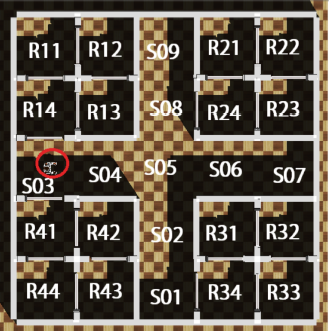 R11 R12 S09 R21 R22
R14 R13 S08 R24 R23
S03 S04 S05 S06 S07
R41 R42 S02 R31 R32
R44 R43 S01 R34 R33